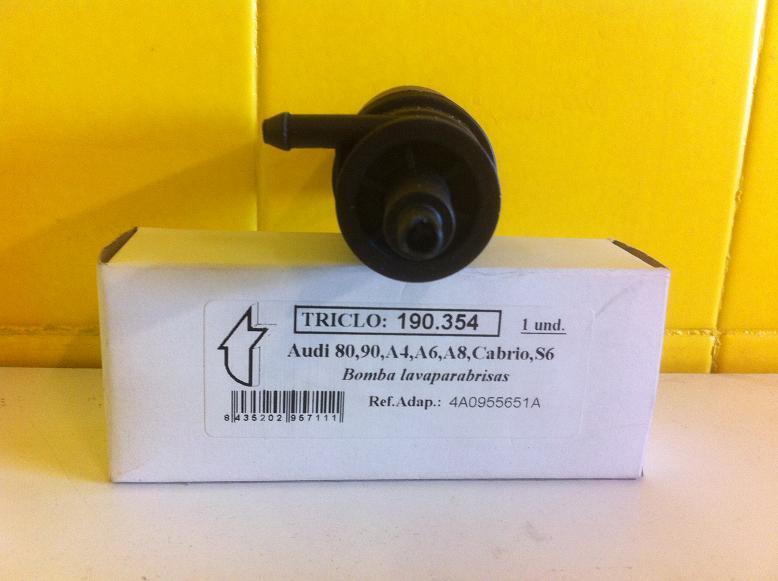 TRICLO: 190.354
1 und.
Audi 80,90,A4,A6,A8,Cabrio,S6
Bomba lavaparabrisas
Ref.Adap.: 4A0955651A
8 435202 957111